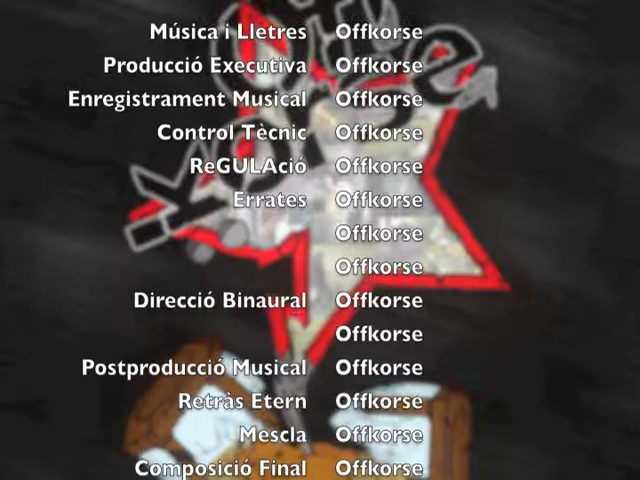 Música i Lletres Offkorse
Producció Executiva Offkorse
Enregistrament Musical Offkorse
Control Tècnic Offkorse
ReGULAció Offkorse
Errates Offkorse
Offkorse
Offkorse
Direcció Binaural Offkorse
Offkorse
Postproducció Musical Offkorse
Retràs Etern Offkorse
Mescla Offkorse
Composició Final Offkorse